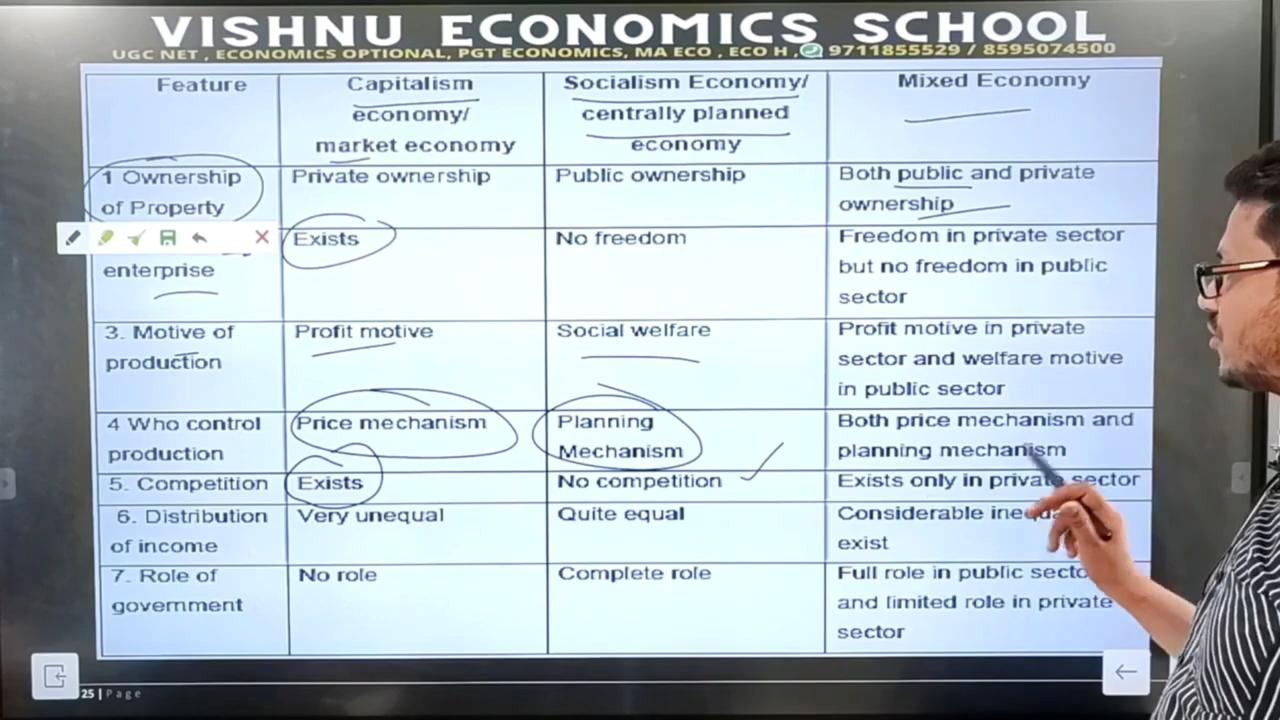 VISHNU ECONOMICS SCHOOL
UGC NET , ECONOMICS OPTIONAL, PGT ECONOMICS, MA ECO , ECO H , 9711855529 / 8595074500
Feature
Capitalism
economy/
market economy
Socialism Economy/
centrally planned
economy
Mixed Economy
1 Ownership
of Property
Private ownership
Public ownership
Both public and private
ownership
enterprise
Exists
No freedom
Freedom in private sector
but no freedom in public
sector
3. Motive of
production
Profit motive
Social welfare
Profit motive in private
sector and welfare motive
in public sector
4 Who control
production
Price mechanism
Planning
Mechanism
Both price mechanism and
planning mechanism
5. Competition
Exists
No competition
Exists only in private sector
6. Distribution
of income
Very unequal
Quite equal
Considerable
exist
7. Role of
government
No role
Complete role
Full role in public
and limited role in private
sector
25 | Page